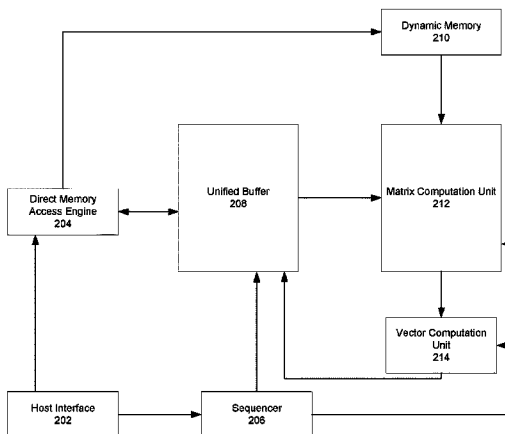 Dynamic Memory
210
Direct Memory
Access Engine
204
Unified Buffer
208
Matrix Computation Unit
212
Vector Computation
Unit
214
Host Interface
202
Sequencer
206